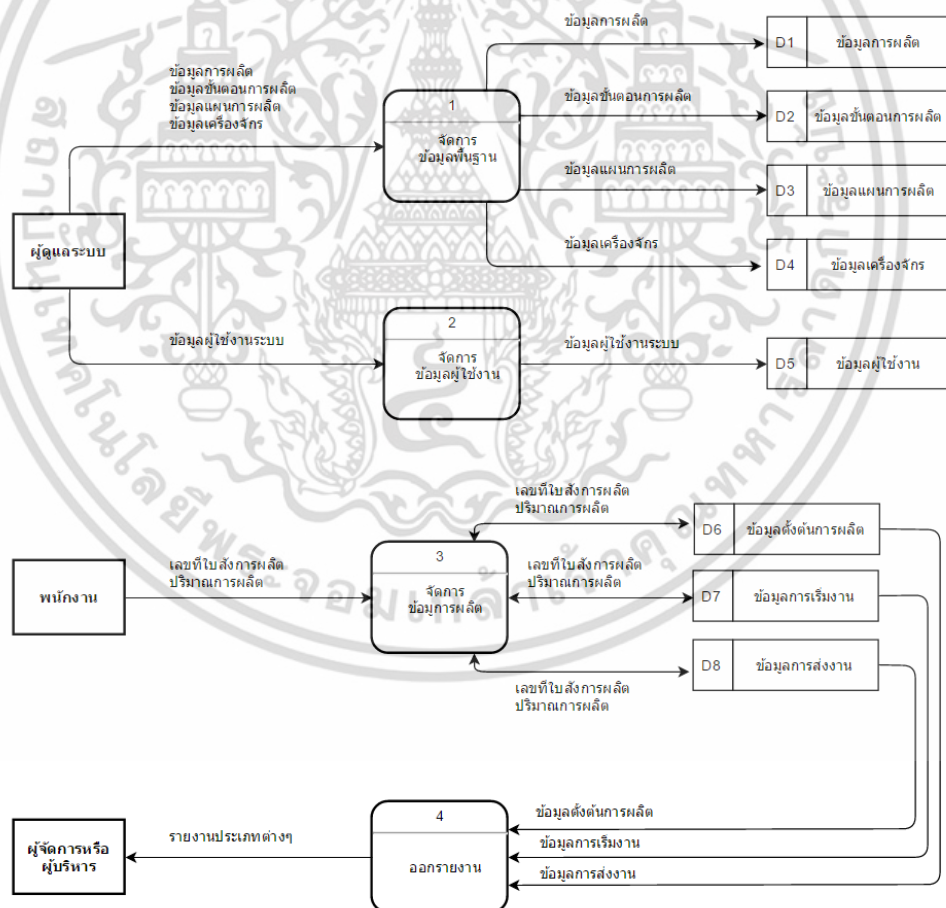 ข้อมูลการผลิต
D1 ข้อมูลการผลิต
ข้อมูลการผลิต
ข้อมูลขั้นตอนการผลิต
ข้อมูลแผนการผลิต
ข้อมูลเครื่องจักร
1
จัดการ
ข้อมูลพื้นฐาน
ข้อมูลขั้นตอนการผลิต
D2 ข้อมูลขั้นตอนการผลิต
ข้อมูลแผนการผลิต
D3 ข้อมูลแผนการผลิต
ผู้ดูแลระบบ
ข้อมูลเครื่องจักร
D4 ข้อมูลเครื่องจักร
ข้อมูลผู้ใช้งานระบบ
2
จัดการ
ข้อมูลผู้ใช้งาน
ข้อมูลผู้ใช้งานระบบ
D5 ข้อมูลผู้ใช้งาน
เลขที่ใบสั่งการผลิต
ปริมาณการผลิต
D6 ข้อมูลตั้งต้นการผลิต
พนักงาน
เลขที่ใบสั่งการผลิต
ปริมาณการผลิต
3
จัดการ
ข้อมุการผลิต
เลขที่ใบสั่งการผลิต
ปริมาณการผลิต
D7 ข้อมูลการเริ่มงาน
D8 ข้อมูลการส่งงาน
เลขที่ใบสั่งการผลิต
ปริมาณการผลิต
ผู้จัดการหรือ
ผู้บริหาร
รายงานประเภทต่างๆ
4
ออกรายงาน
ข้อมูลตั้งต้นการผลิต
ข้อมูลการเริ่มงาน
ข้อมูลการส่งงาน